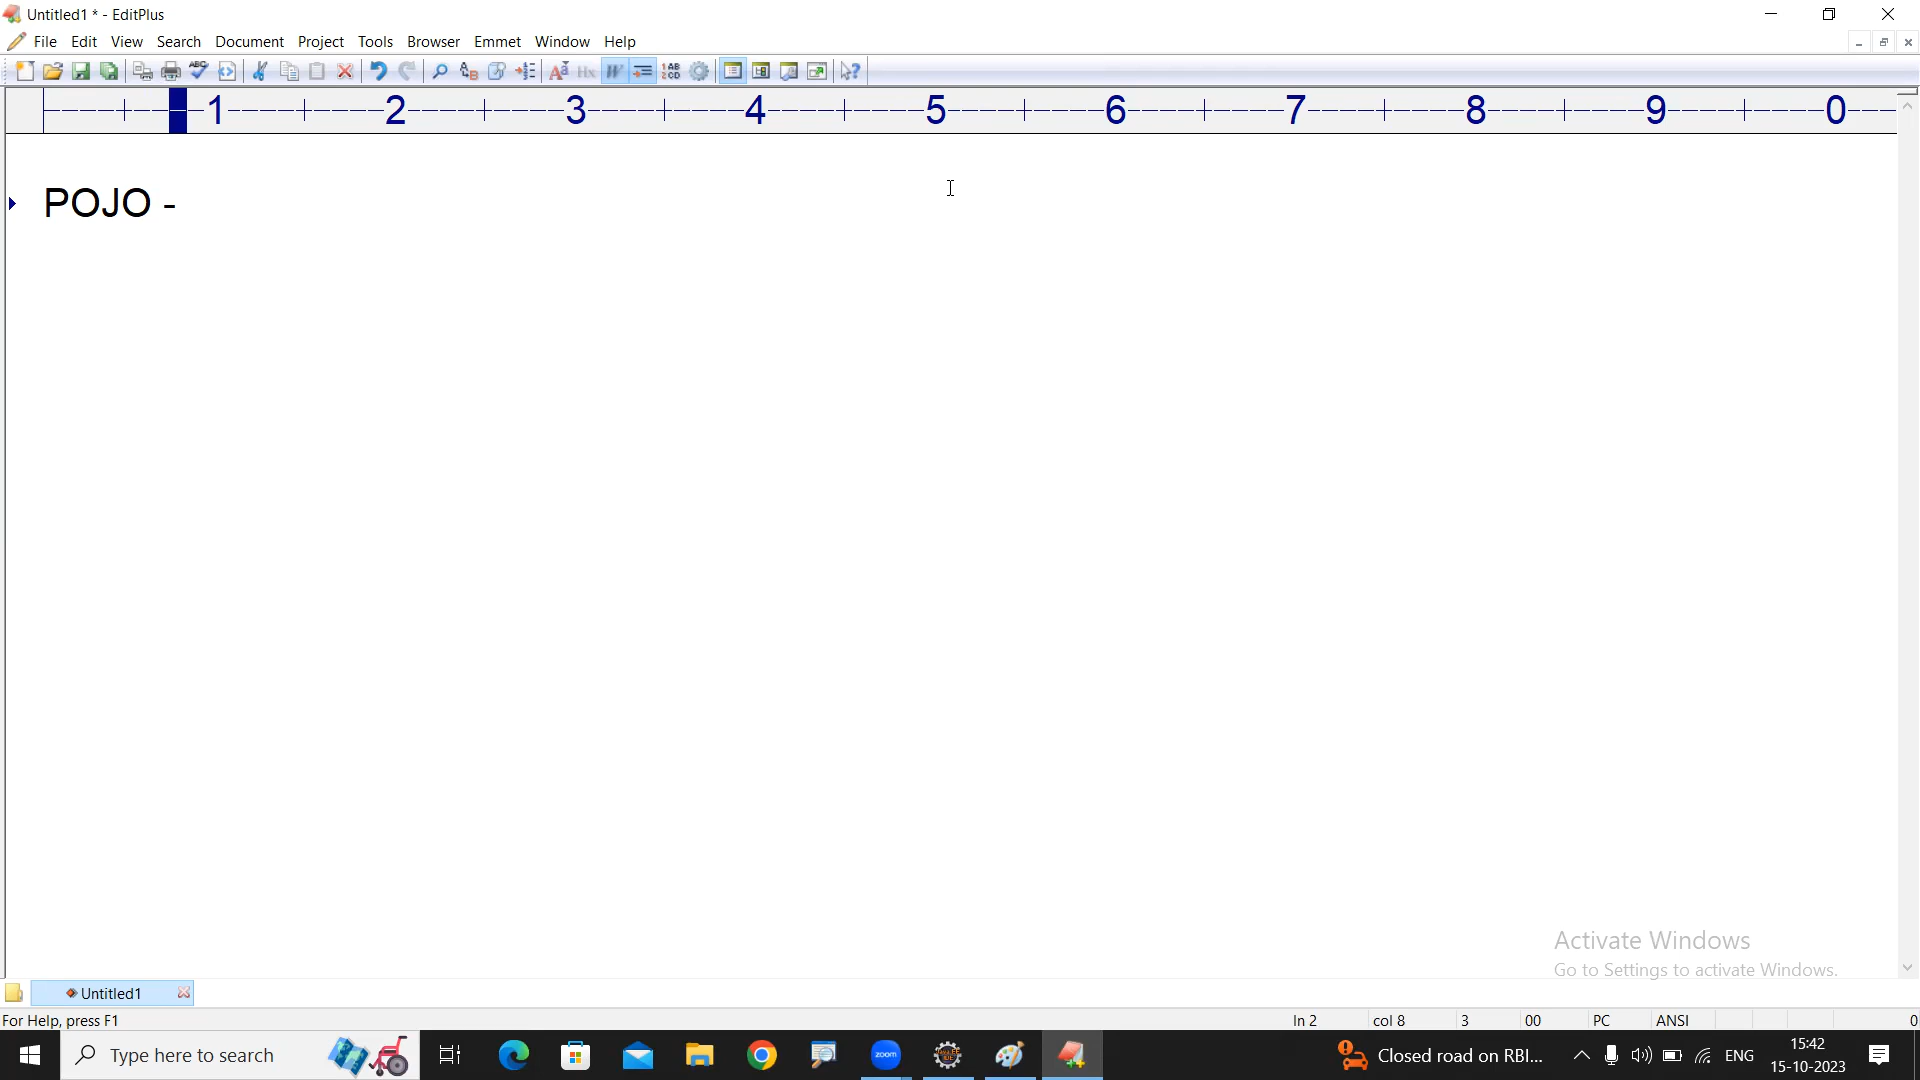 Untitled1 * - EditPlus
File Edit View Search Document Project Tools Browser Emmet Window Help
1 2 3 4 5 6 7 8 9 0
POJO -
Activate Windows
Go to Settings to activate Windows.
Untitled1
For Help, press F1 ln 2 col 8 3 00 PC ANSI 0
Type here to search zoom Closed road on RBI... ENG 15:42
15-10-2023